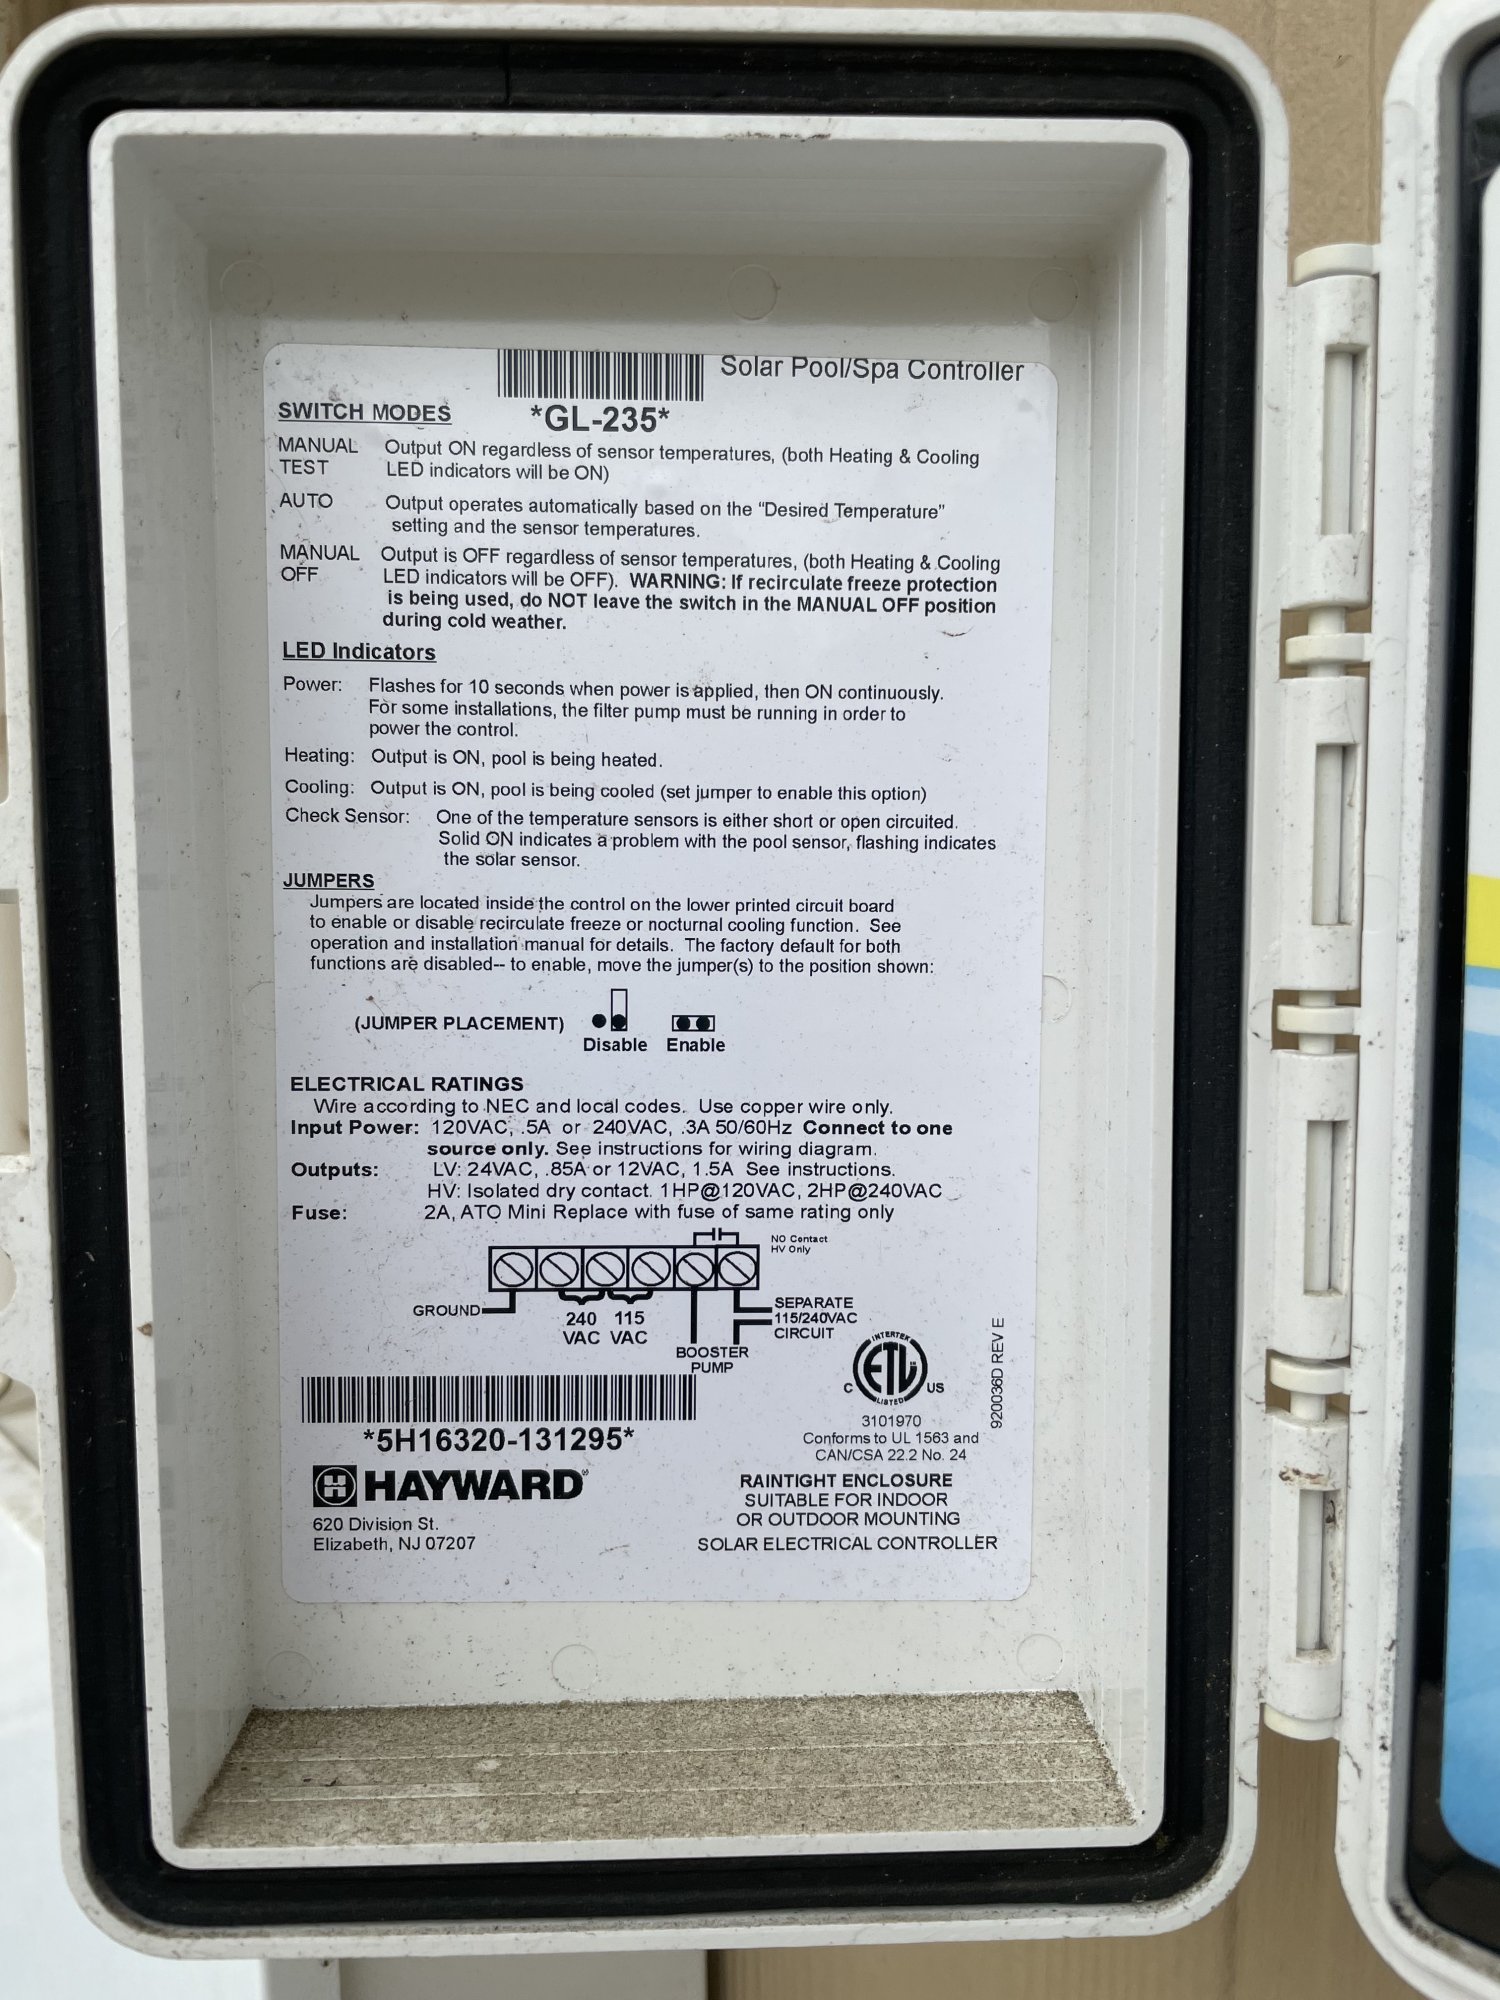 Solar Pool/Spa Controller
*GL-235*
SWITCH MODES
MANUAL TEST Output ON regardless of sensor temperatures, (both Heating & Cooling
LED indicators will be ON)
AUTO Output operates automatically based on the “Desired Temperature”
setting and the sensor temperatures.
MANUAL OFF Output is OFF regardless of sensor temperatures, (both Heating & Cooling
LED indicators will be OFF). WARNING: If recirculate freeze protection
is being used, do NOT leave the switch in the MANUAL OFF position
during cold weather.
LED Indicators
Power: Flashes for 10 seconds when power is applied, then ON continuously.
For some installations, the filter pump must be running in order to
power the control.
Heating: Output is ON, pool is being heated.
Cooling: Output is ON, pool is being cooled (set jumper to enable this option)
Check Sensor: One of the temperature sensors is either short or open circuited.
Solid ON indicates a problem with the pool sensor, flashing indicates
the solar sensor.
JUMPERS
Jumpers are located inside the control on the lower printed circuit board
to enable or disable recirculate freeze or nocturnal cooling function. See
operation and installation manual for details. The factory default for both
functions are disabled-- to enable, move the jumper(s) to the position shown:
(JUMPER PLACEMENT)
Disable Enable
ELECTRICAL RATINGS
Wire according to NEC and local codes. Use copper wire only.
Input Power: 120VAC, .5A or 240VAC, .3A 50/60Hz Connect to one
source only. See instructions for wiring diagram.
Outputs: LV: 24VAC, .85A or 12VAC, 1.5A See instructions.
HV: Isolated dry contact. 1HP@120VAC, 2HP@240VAC
Fuse: 2A, ATO Mini Replace with fuse of same rating only
NO Contact
HV Only
GROUND
240 VAC
115 VAC
BOOSTER
PUMP
SEPARATE
115/240VAC
CIRCUIT
INTERTEK
ETL
LISTED
C US
3101970
Conforms to UL 1563 and
CAN/CSA 22.2 No. 24
920036D REV E
*5H16320-131295*
HAYWARD®
620 Division St.
Elizabeth, NJ 07207
RAINTIGHT ENCLOSURE
SUITABLE FOR INDOOR
OR OUTDOOR MOUNTING
SOLAR ELECTRICAL CONTROLLER